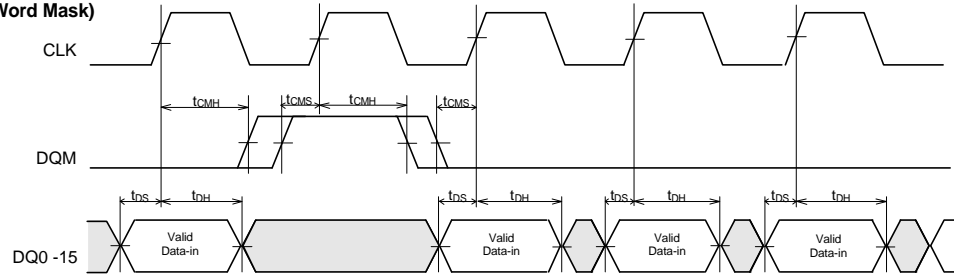 Word Mask)
CLK
tCMH tCMS tCMH tCMS
DQM
tDS tDH tDS tDH tDS tDH tDS tDH
DQ0 -15
Valid Data-in
Valid Data-in
Valid Data-in
Valid Data-in